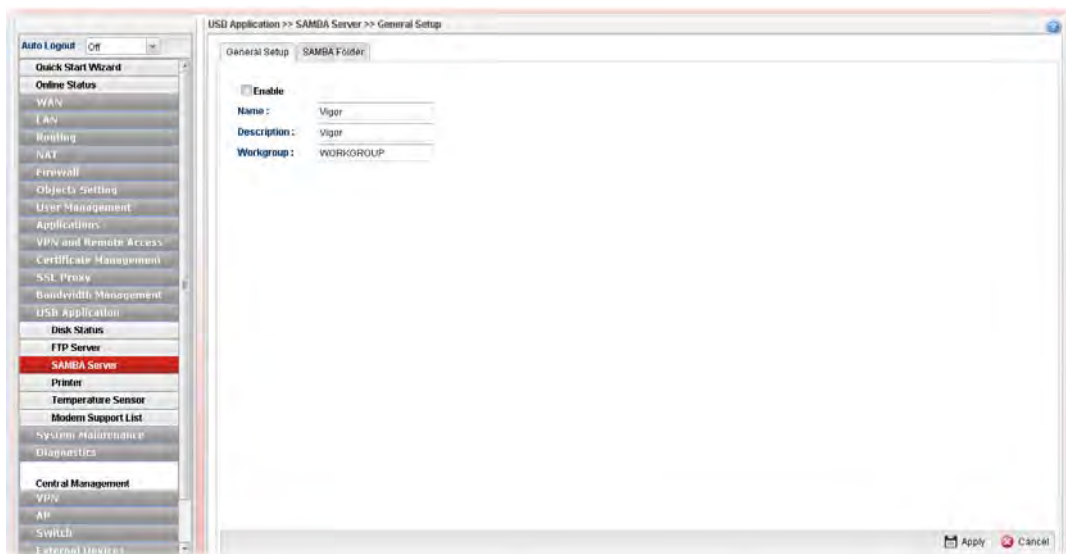 USB Application >> SAMBA Server >> General Setup
Auto Logout Off
General Setup SAMBA Folder
Quick Start Wizard
Online Status
WAN
LAN
Routing
NAT
Firewall
Objects Setting
User Management
Applications
VPN and Remote Access
Certificate Management
SSL Proxy
Bandwidth Management
USB Application
Disk Status
FTP Server
SAMBA Server
Printer
Temperature Sensor
Modem Support List
System Maintenance
Diagnostics
Central Management
VPN
AP
Switch
External Devices
Enable
Name : Vigor
Description : Vigor
Workgroup : WORKGROUP
Apply Cancel